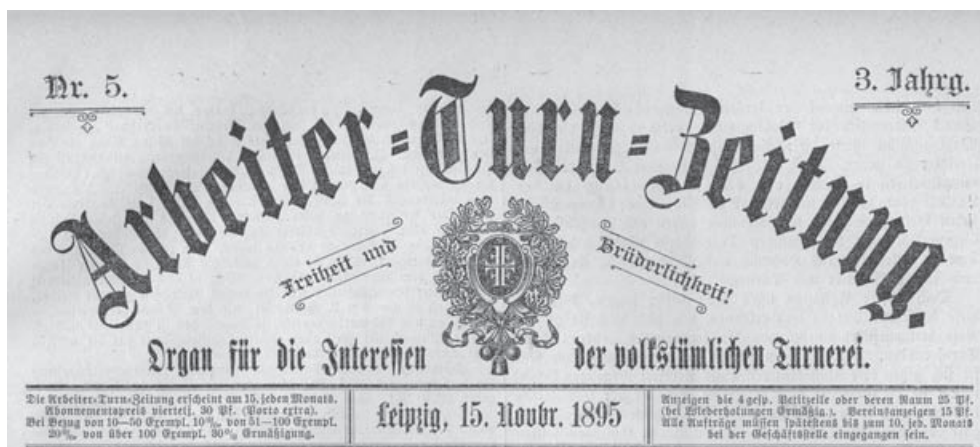 Nr. 5.
3. Jahrg.
Arbeiter-Turn-Zeitung.
Freiheit und
Brüderlichkeit!
Organ für die Interessen der volkstümlichen Turnerei.
Die Arbeiter-Turn-Zeitung erscheint am 15. jeden Monats.
Abonnementspreis viertelj. 30 Pf. (Porto extra).
Bei Bezug von 10—50 Exempl. 10%, von 51—100 Exempl.
20%, von über 100 Exempl. 30% Ermäßigung.
Leipzig, 15. Novbr. 1895
Anzeigen die 4gesp. Petitzeile oder deren Raum 25 Pf.
(bei Wiederholungen Ermäßig.). Vereinsanzeigen 15 Pf.
Alle Aufträge müssen spätestens bis zum 10. jed. Monats
bei der Geschäftsstelle eingegangen sein.